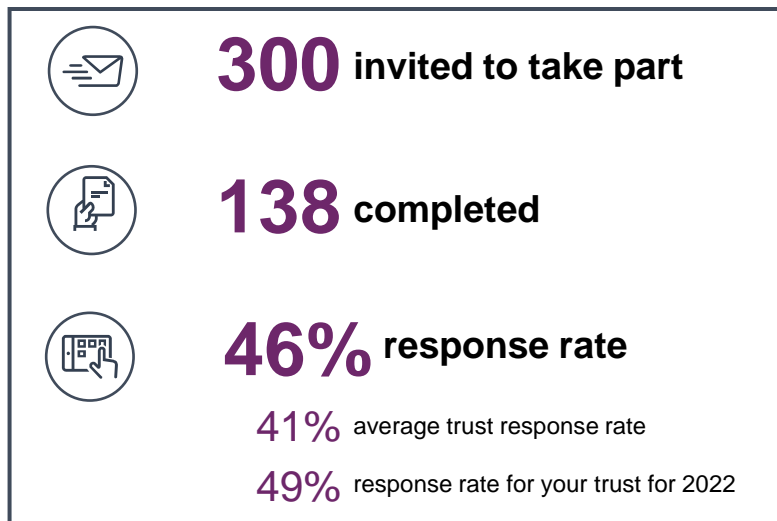 300 invited to take part
138 completed
46% response rate
41% average trust response rate
49% response rate for your trust for 2022